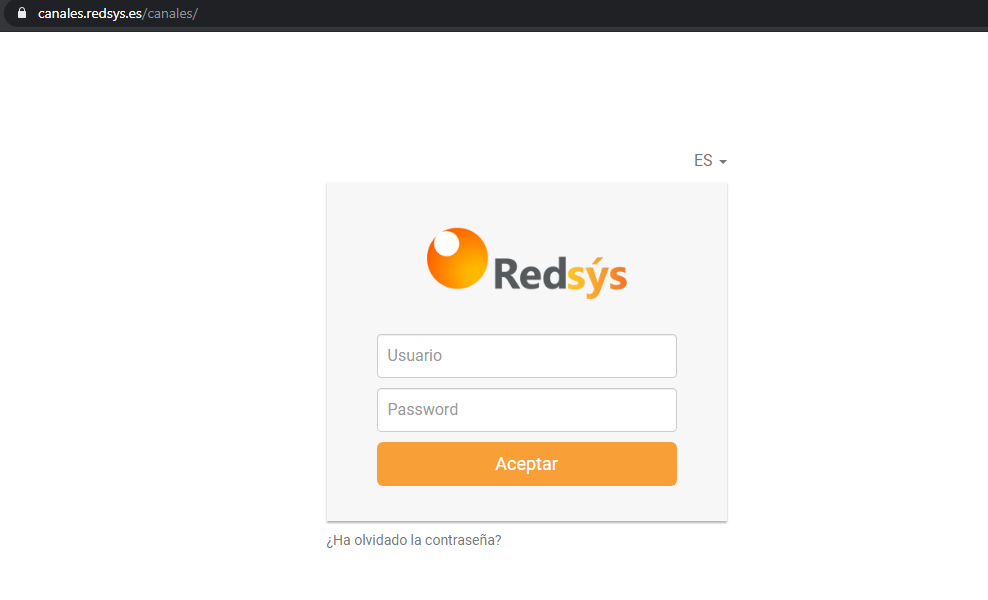 canales.redsys.es/canales/
ES
Redsýs
Usuario
Password
Aceptar
¿Ha olvidado la contraseña?